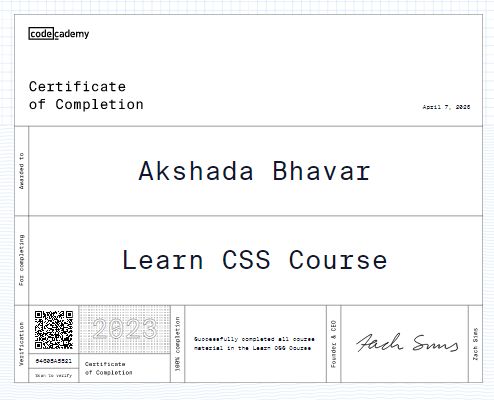 codecademy
Certificate
of Completion
April 7,
Awarded to
Akshada Bhavar
For completing
Learn CSS Course
Verification
Scan to verify
2023
Certificate
of Completion
100% completion
Successfully completed all course
material in the Learn CSS Course
Founder & CEO
Zach Sims
Zach Sims